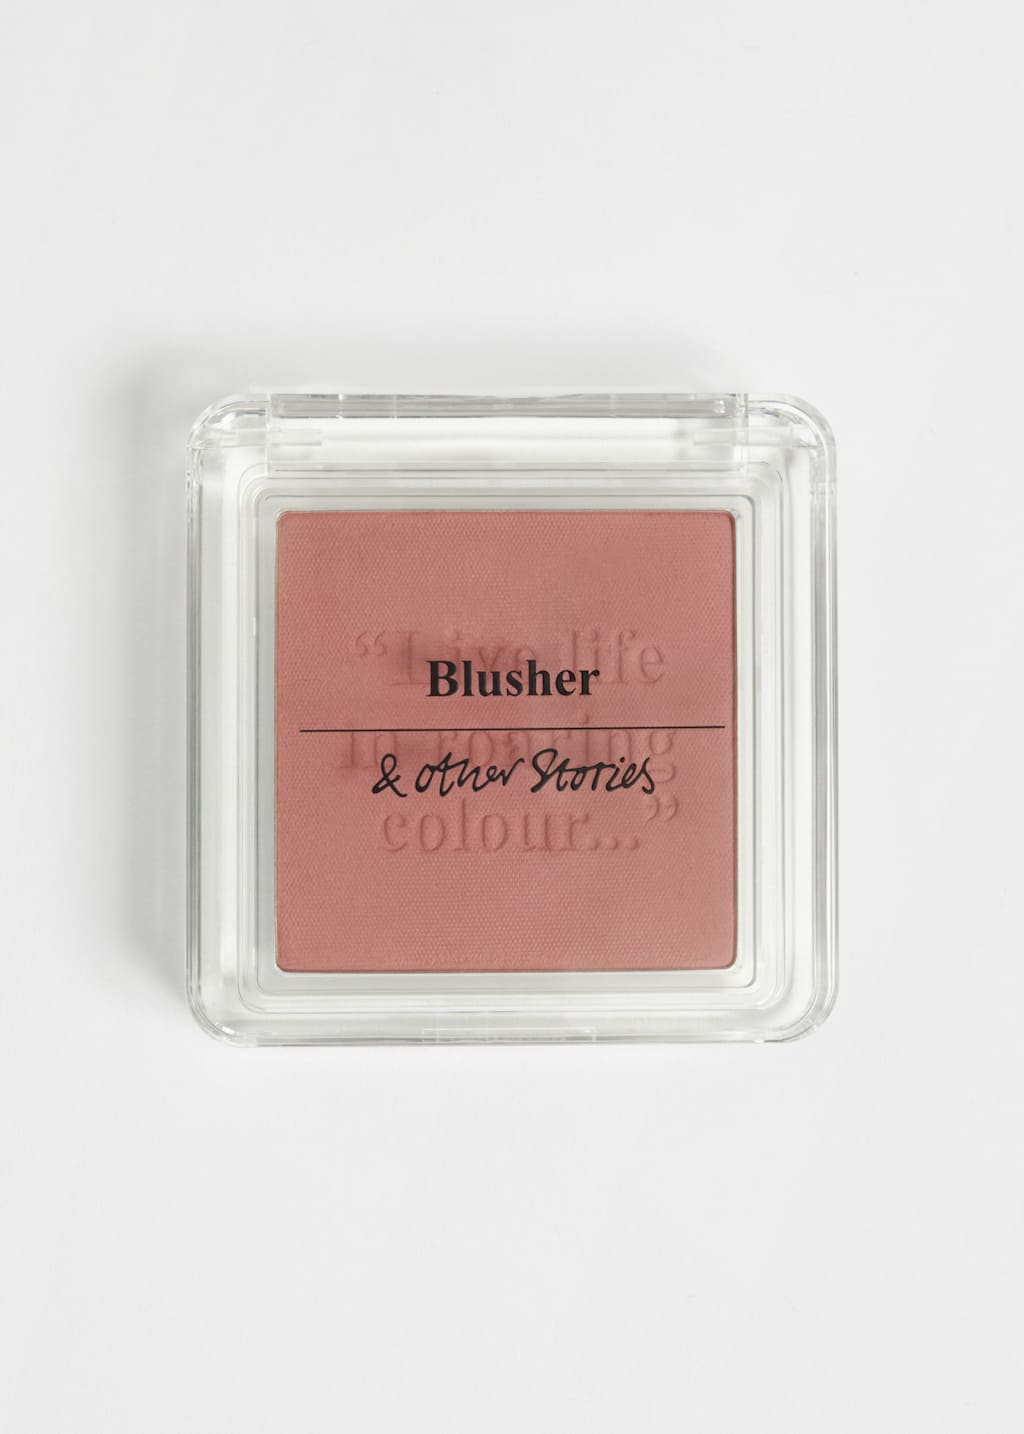 “Live life
Blusher
in roaring
& other Stories
colour...”